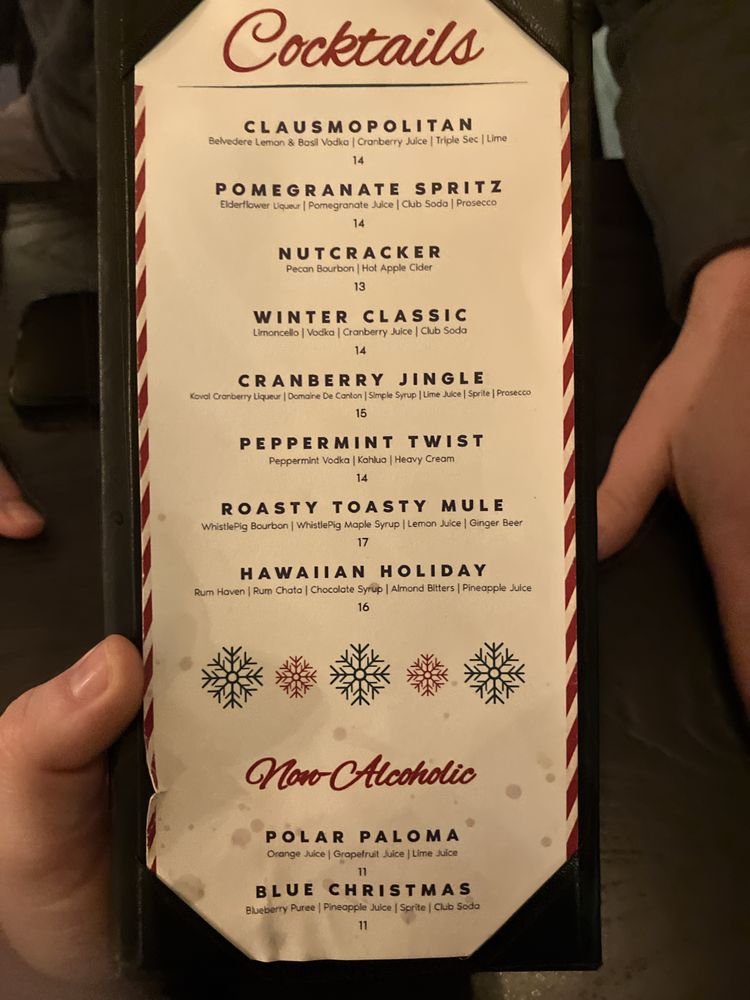 Cocktails
CLAUSMOPOLITAN
Belvedere Lemon & Basil Vodka | Cranberry Juice | Triple Sec | Lime
14
POMEGRANATE SPRITZ
Elderflower Liqueur | Pomegranate Juice | Club Soda | Prosecco
14
NUTCRACKER
Pecan Bourbon | Hot Apple Cider
13
WINTER CLASSIC
Limoncello | Vodka | Cranberry Juice | Club Soda
14
CRANBERRY JINGLE
Koval Cranberry Liqueur | Domaine De Canton | Simple Syrup | Lime Juice | Sprite | Prosecco
15
PEPPERMINT TWIST
Peppermint Vodka | Kahlua | Heavy Cream
14
ROASTY TOASTY MULE
WhistlePig Bourbon | WhistlePig Maple Syrup | Lemon Juice | Ginger Beer
17
HAWAIIAN HOLIDAY
Rum Haven | Rum Chata | Chocolate Syrup | Almond Bitters | Pineapple Juice
16
Non-Alcoholic
POLAR PALOMA
Orange Juice | Grapefruit Juice | Lime Juice
11
BLUE CHRISTMAS
Blueberry Puree | Pineapple Juice | Sprite | Club Soda
11